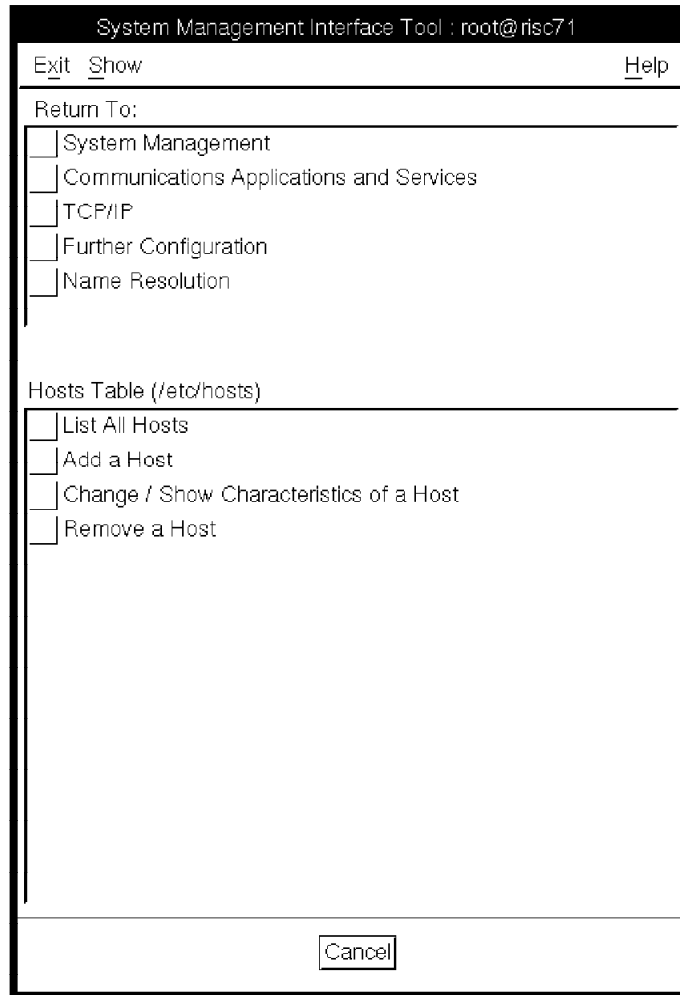 System Management Interface Tool : root@risc71
Exit Show Help
Return To:
System Management
Communications Applications and Services
TCP/IP
Further Configuration
Name Resolution
Hosts Table (/etc/hosts)
List All Hosts
Add a Host
Change / Show Characteristics of a Host
Remove a Host
Cancel